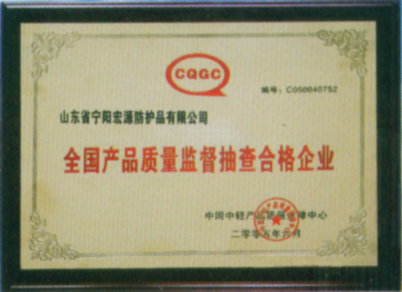 CQGC
编号：C050040752
山东省宁阳宏源防护品有限公司
全国产品质量监督抽查合格企业
中国中轻产品质量保障中心
二零零五年六月